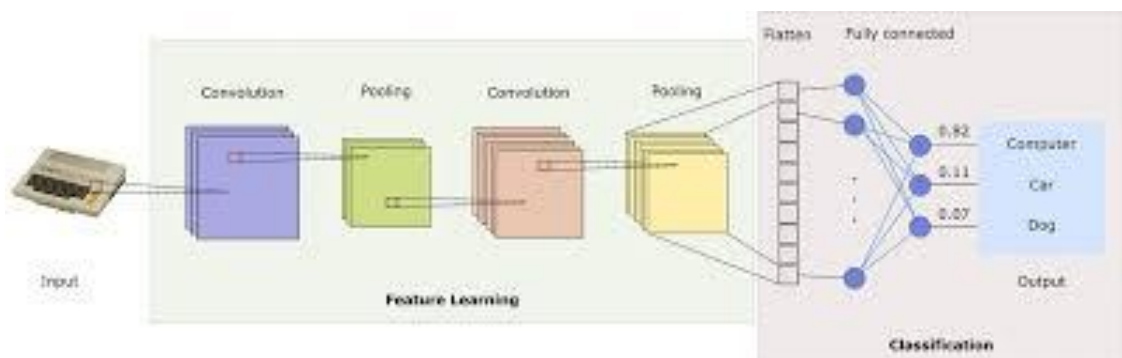 Flatten
Fully connected
Convolution
Pooling
Convolution
Pooling
0.92
Computer
0.11
Car
0.07
Dog
Input
Output
Feature Learning
Classification